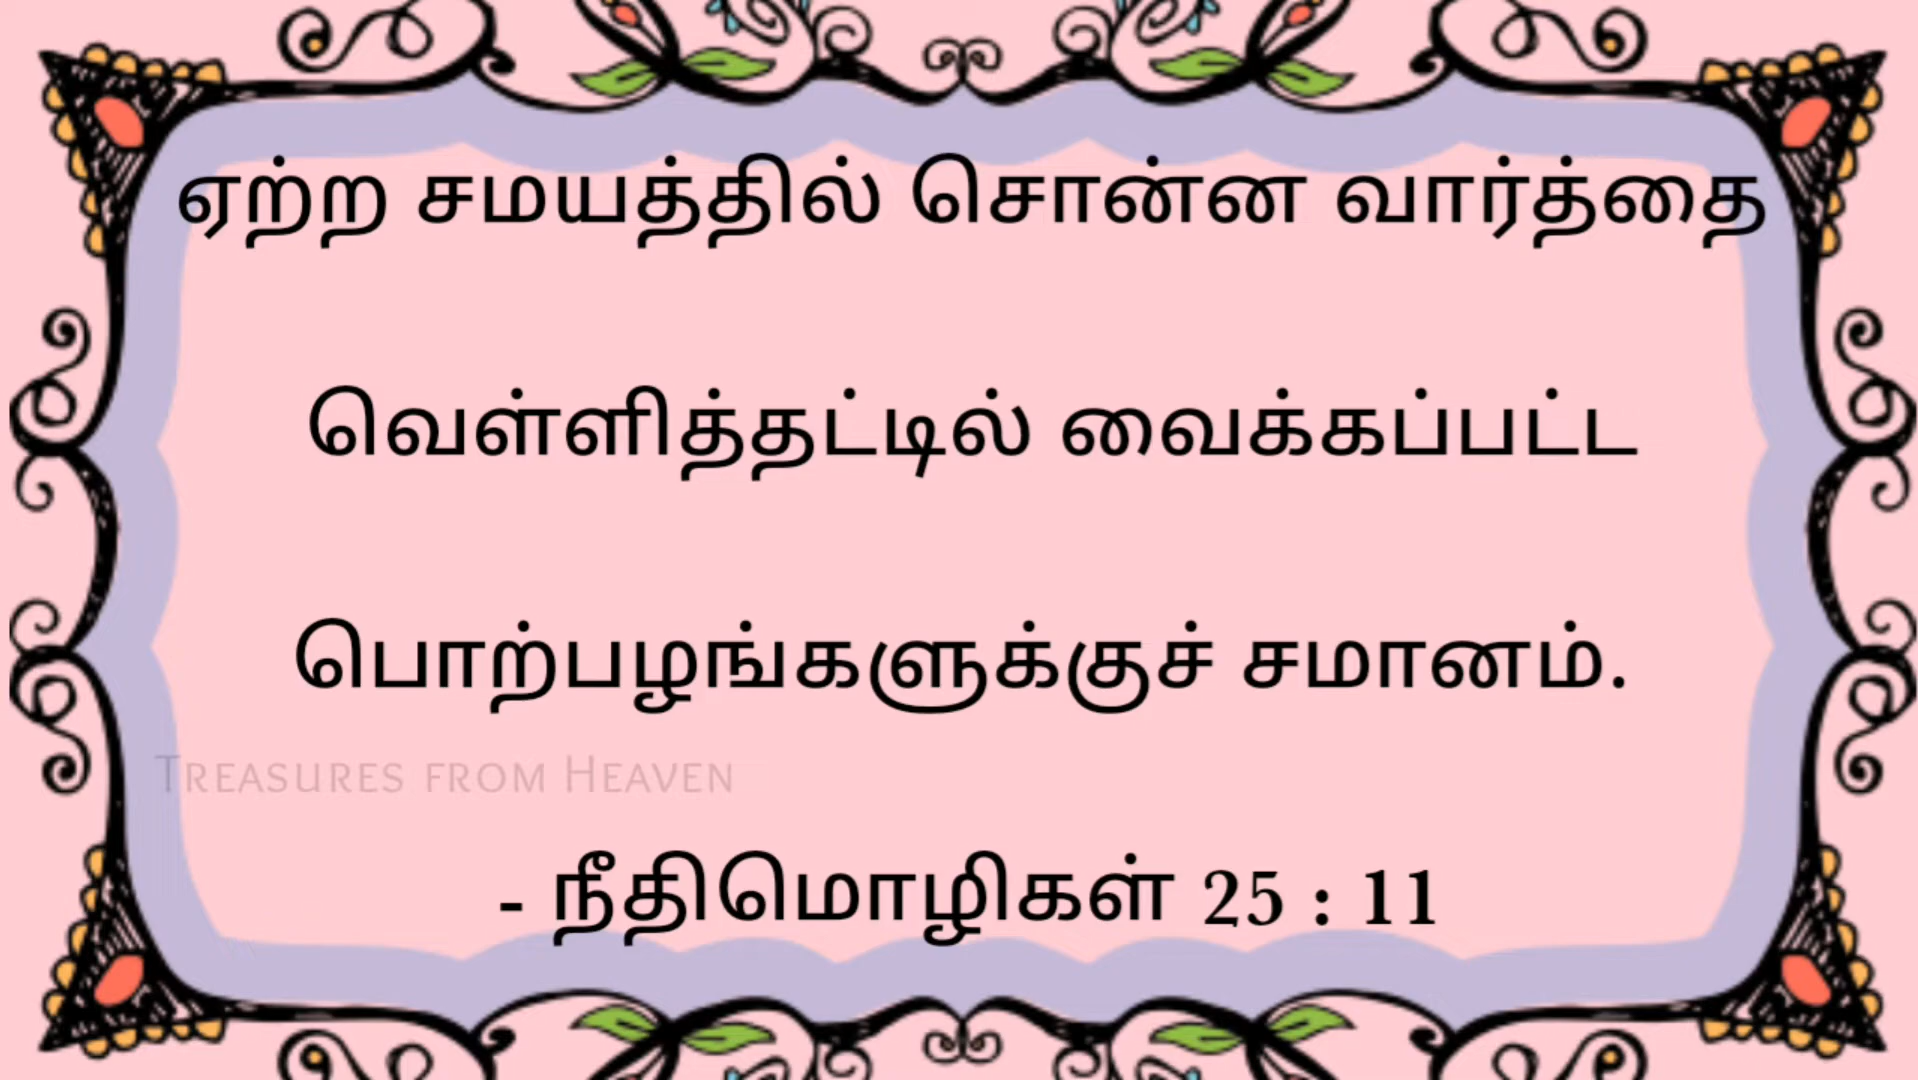 ஏற்ற சமயத்தில் சொன்ன வார்த்தை
வெள்ளித்தட்டில் வைக்கப்பட்ட
பொற்பழங்களுக்குச் சமானம்.
TREASURES FROM HEAVEN
- நீதிமொழிகள் 25 : 11